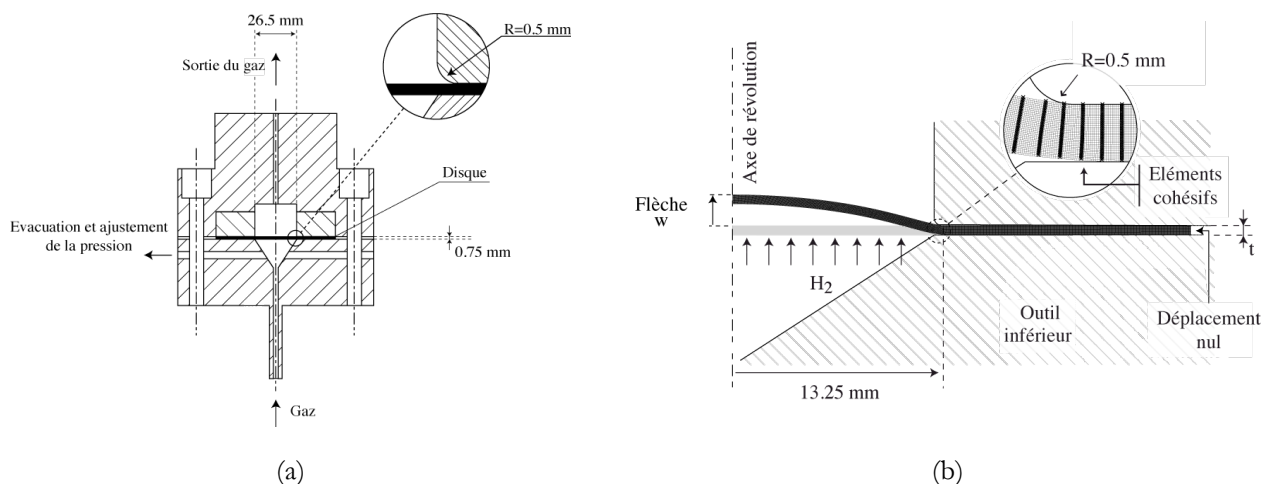 26.5 mm
R=0.5 mm
Sortie du gaz
Disque
Evacuation et ajustement
de la pression
0.75 mm
Gaz
(a)
Axe de révolution
R=0.5 mm
Eléments
cohésifs
Flèche
w
t
H2
Outil
inférieur
Déplacement
nul
13.25 mm
(b)